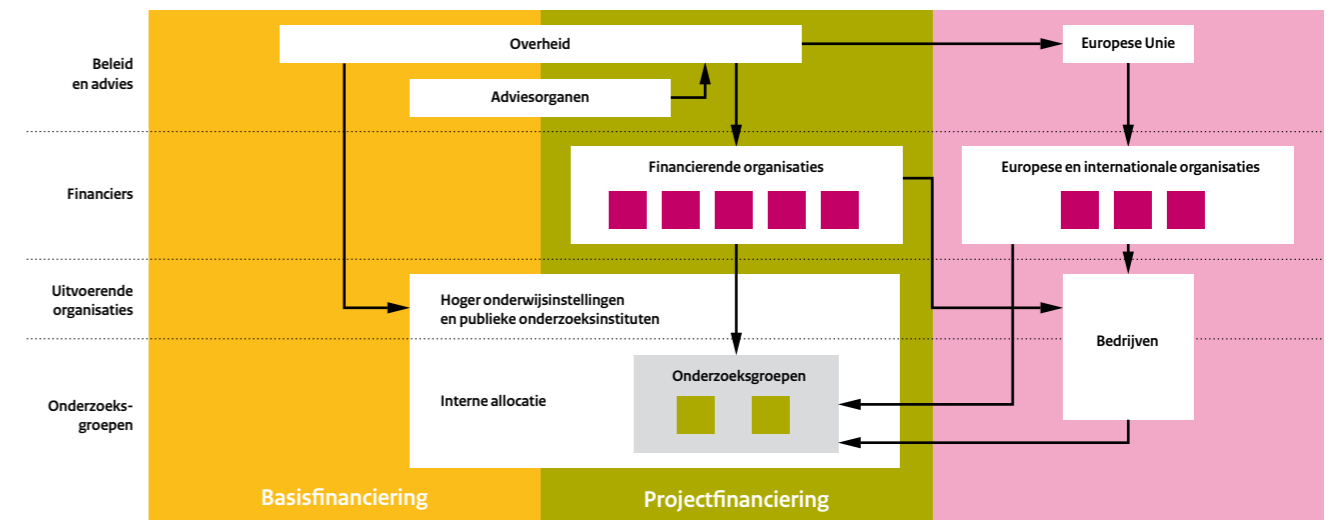 Beleid
en advies
Overheid
Europese Unie
Adviesorganen
Financiers
Financierende organisaties
Europese en internationale organisaties
Uitvoerende
organisaties
Hoger onderwijsinstellingen
en publieke onderzoeksinstituten
Bedrijven
Onderzoeks-
groepen
Onderzoeksgroepen
Interne allocatie
Basisfinanciering
Projectfinanciering